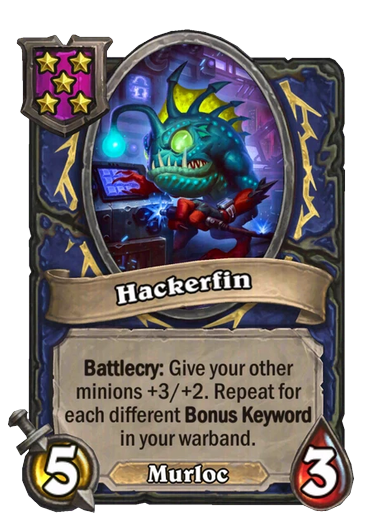 Hackerfin
Battlecry: Give your other
minions +3/+2. Repeat for
each different Bonus Keyword
in your warband.
5
Murloc
3